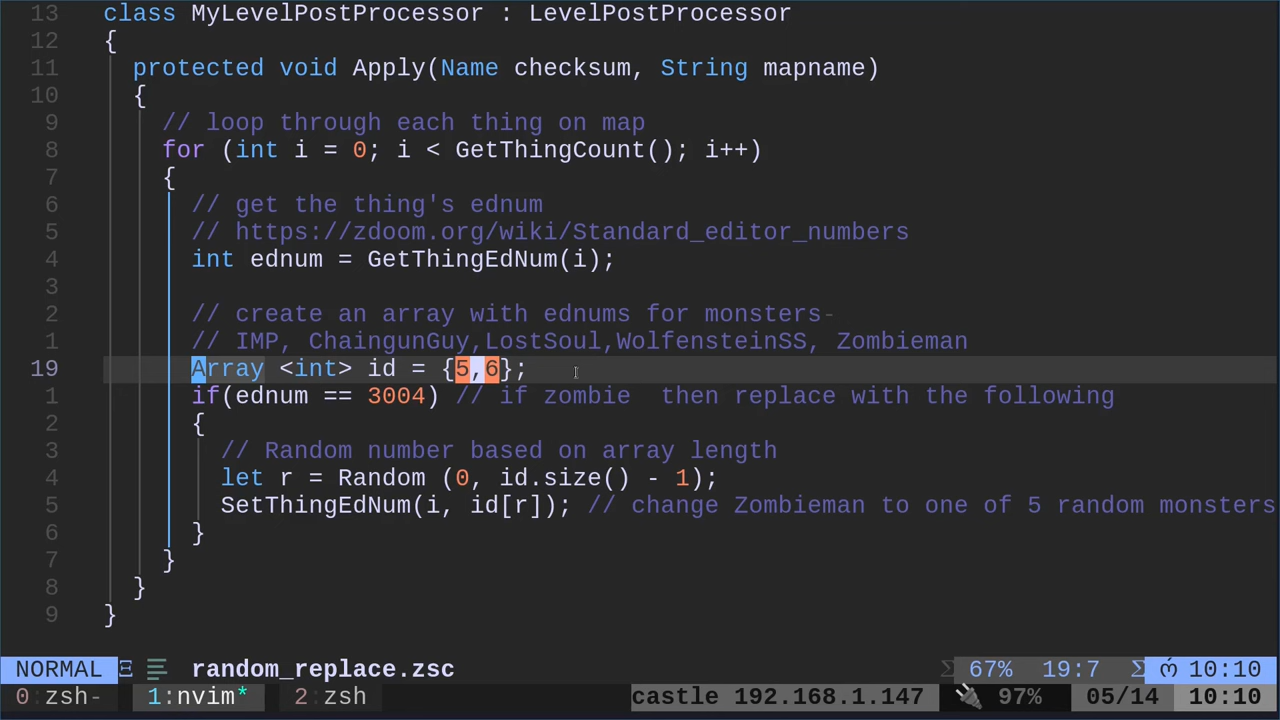 13 class MyLevelPostProcessor : LevelPostProcessor
12 {
11 protected void Apply(Name checksum, String mapname)
10 {
9 // loop through each thing on map
8 for (int i = 0; i < GetThingCount(); i++)
7 {
6 // get the thing's ednum
5 // https://zdoom.org/wiki/Standard_editor_numbers
4 int ednum = GetThingEdNum(i);
3
2 // create an array with ednums for monsters-
1 // IMP, ChaingunGuy,LostSoul,WolfensteinSS, Zombieman
19 Array <int> id = {5,6};
1 if(ednum == 3004) // if zombie  then replace with the following
2 {
3 // Random number based on array length
4 let r = Random (0, id.size() - 1);
5 SetThingEdNum(i, id[r]); // change Zombieman to one of 5 random monsters
6 }
7 }
8 }
9 }
NORMAL random_replace.zsc 67% 19:7 10:10
0:zsh- 1:nvim* 2:zsh castle 192.168.1.147 97% 05/14 10:10